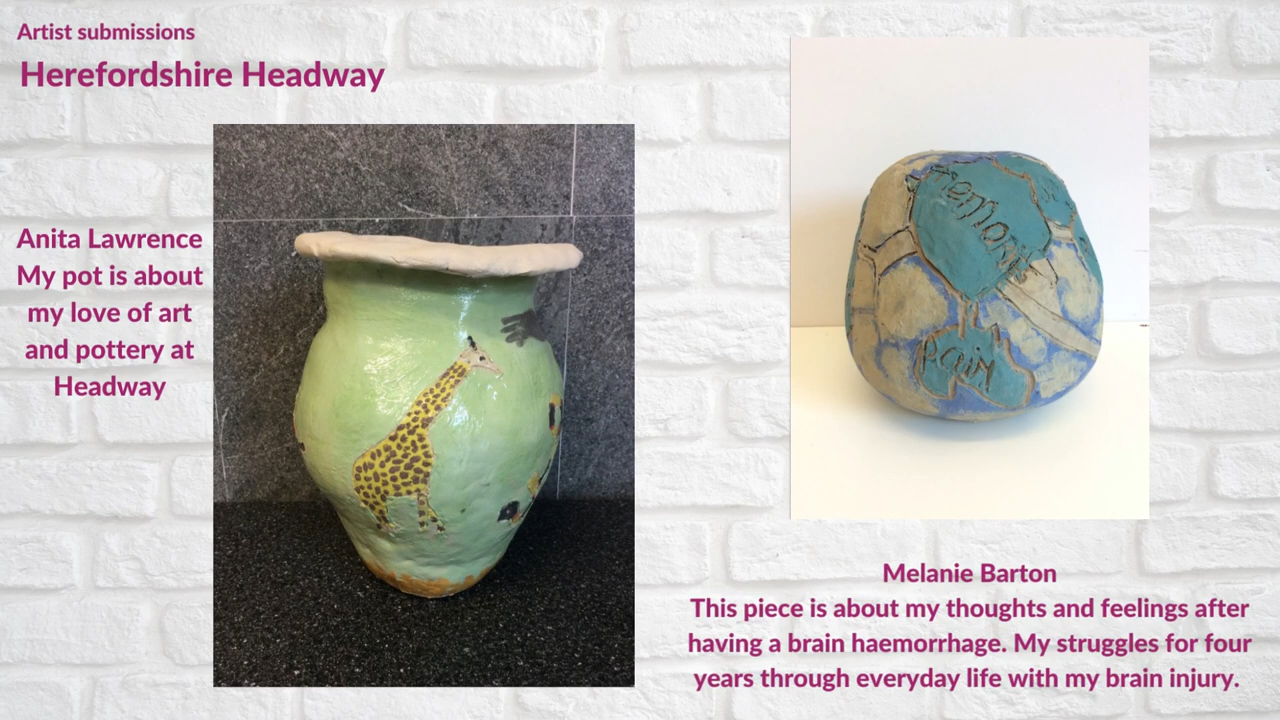 Artist submissions
Herefordshire Headway
Anita Lawrence
My pot is about
my love of art
and pottery at
Headway
memory
pain
Melanie Barton
This piece is about my thoughts and feelings after
having a brain haemorrhage. My struggles for four
years through everyday life with my brain injury.